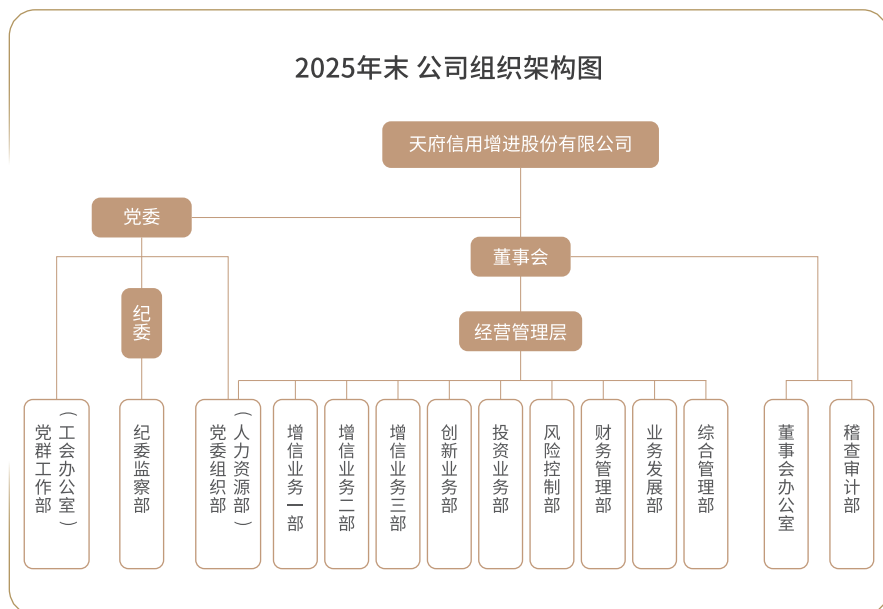 2025年末 公司组织架构图
天府信用增进股份有限公司
党委
董事会
纪委
经营管理层
党群工作部
（工会办公室）
纪委监察部
党委组织部
（人力资源部）
增信业务一部
增信业务二部
增信业务三部
创新业务部
投资业务部
风险控制部
财务管理部
业务发展部
综合管理部
董事会办公室
稽查审计部